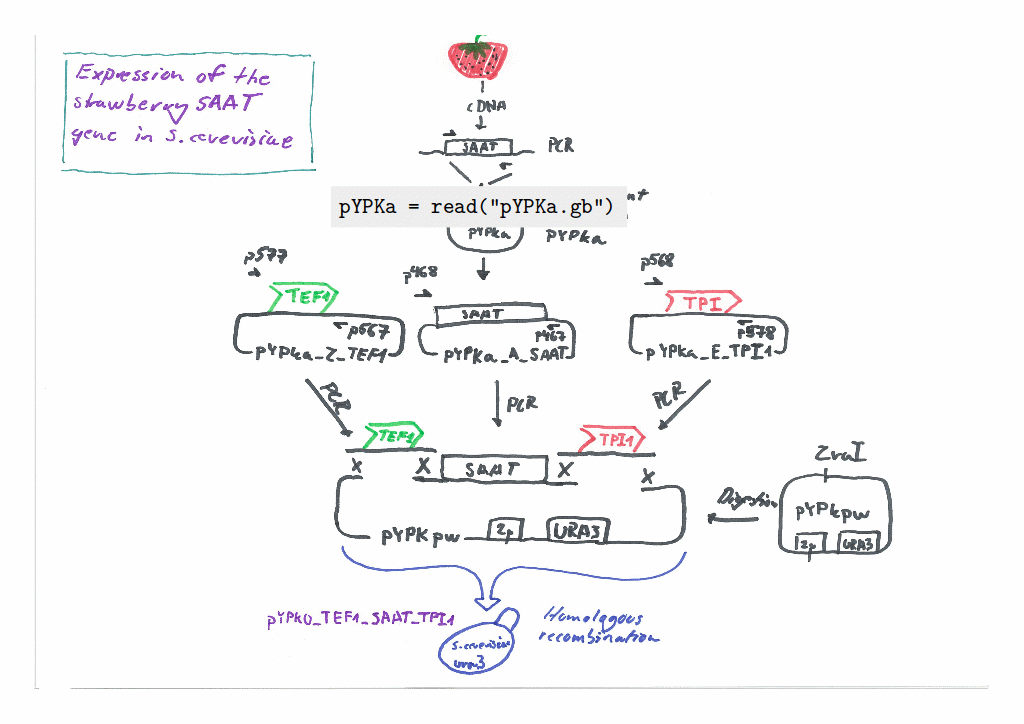 Expression of the
strawberry SAAT
gene in S. cerevisiae
cDNA
SAAT PCR
pYPKa = read("pYPKa.gb")
pYPka
pYPka
p577
p468
p568
TEF1
SAAT
TPI
p567
p467
p578
pYPka_Z_TEF1
pYPKa_A_SAAT
pYPka_E_TPI1
PCR
PCR
PCR
TEF1
TPI1
X X SAAT X X
ZraI
Digestion
pYPkpw
2μ URA3
pYPKpw 2μ URA3
pYPK0_TEF1_SAAT_TPI1
Homologous
recombination
S. cerevisiae
ura3